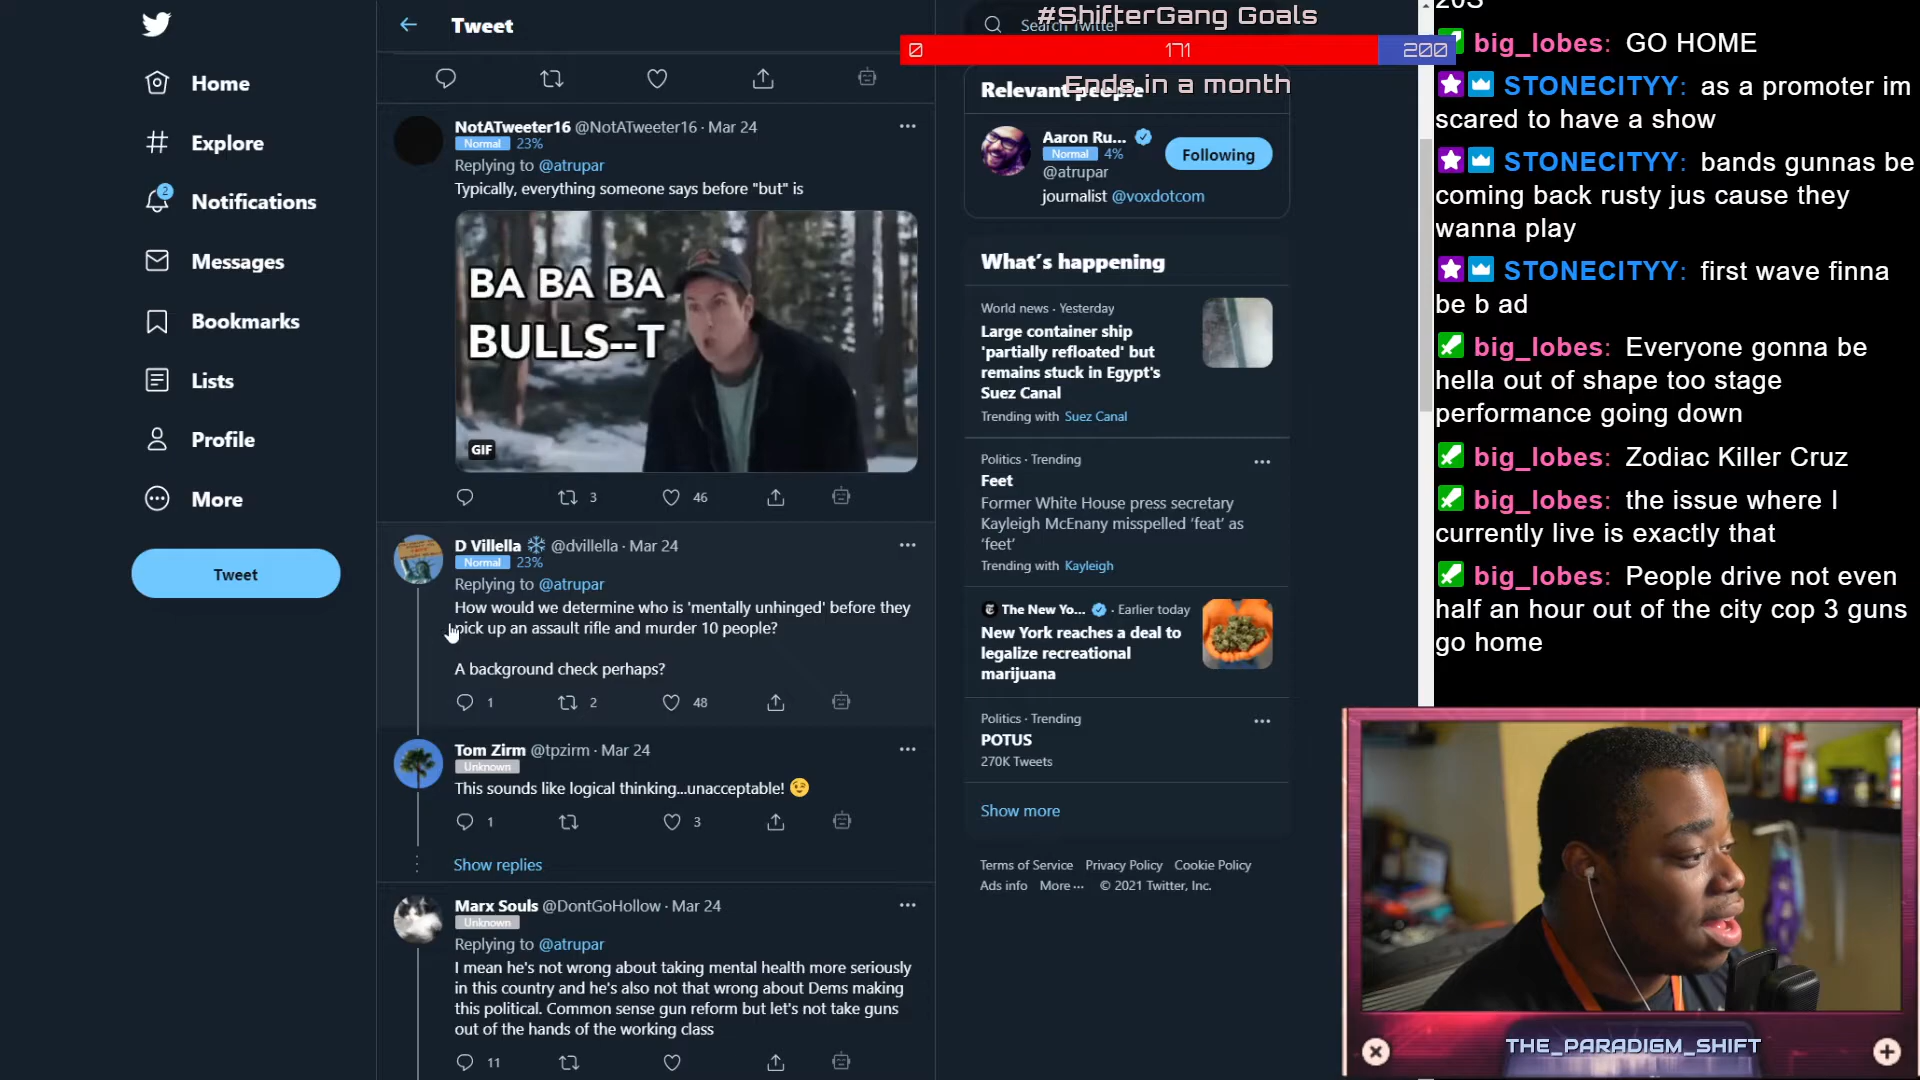 Home
Explore
2
Notifications
Messages
Bookmarks
Lists
Profile
More
Tweet
Tweet
NotATweeter16 @NotATweeter16 · Mar 24
Normal 23%
Replying to @atrupar
Typically, everything someone says before "but" is
BA BA BA
BULLS--T
GIF
3 46
D Villella @dvillella · Mar 24
Normal 23%
Replying to @atrupar
How would we determine who is 'mentally unhinged' before they
pick up an assault rifle and murder 10 people?
A background check perhaps?
1 2 48
Tom Zirm @tpzirm · Mar 24
Unknown
This sounds like logical thinking...unacceptable! 😉
1 3
Show replies
Marx Souls @DontGoHollow · Mar 24
Unknown
Replying to @atrupar
I mean he's not wrong about taking mental health more seriously
in this country and he's also not that wrong about Dems making
this political. Common sense gun reform but let's not take guns
out of the hands of the working class
11
Search Twitter
#ShifterGang Goals
0 171 200
Ends in a month
Relevant people
Aaron Ru...
Normal 4%
@atrupar
Following
journalist @voxdotcom
What's happening
World news · Yesterday
Large container ship
'partially refloated' but
remains stuck in Egypt's
Suez Canal
Trending with Suez Canal
Politics · Trending
Feet
Former White House press secretary
Kayleigh McEnany misspelled 'feat' as
'feet'
Trending with Kayleigh
The New Yo... · Earlier today
New York reaches a deal to
legalize recreational
marijuana
Politics · Trending
POTUS
270K Tweets
Show more
Terms of Service Privacy Policy Cookie Policy
Ads info More ··· © 2021 Twitter, Inc.
big_lobes: GO HOME
STONECITYY: as a promoter im
scared to have a show
STONECITYY: bands gunnas be
coming back rusty jus cause they
wanna play
STONECITYY: first wave finna
be b ad
big_lobes: Everyone gonna be
hella out of shape too stage
performance going down
big_lobes: Zodiac Killer Cruz
big_lobes: the issue where I
currently live is exactly that
big_lobes: People drive not even
half an hour out of the city cop 3 guns
go home
THE_PARADIGM_SHIFT